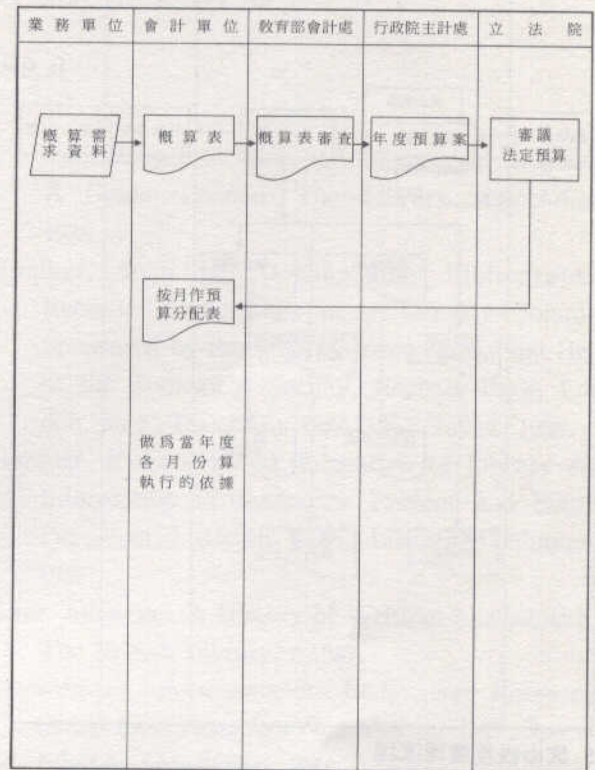 業務單位
會計單位
教育部會計處
行政院主計處
立法院
概算需
求資料
概算表
概算表審查
年度預算案
審議
法定預算
按月作預
算分配表
做爲當年度
各月份算
執行的依據